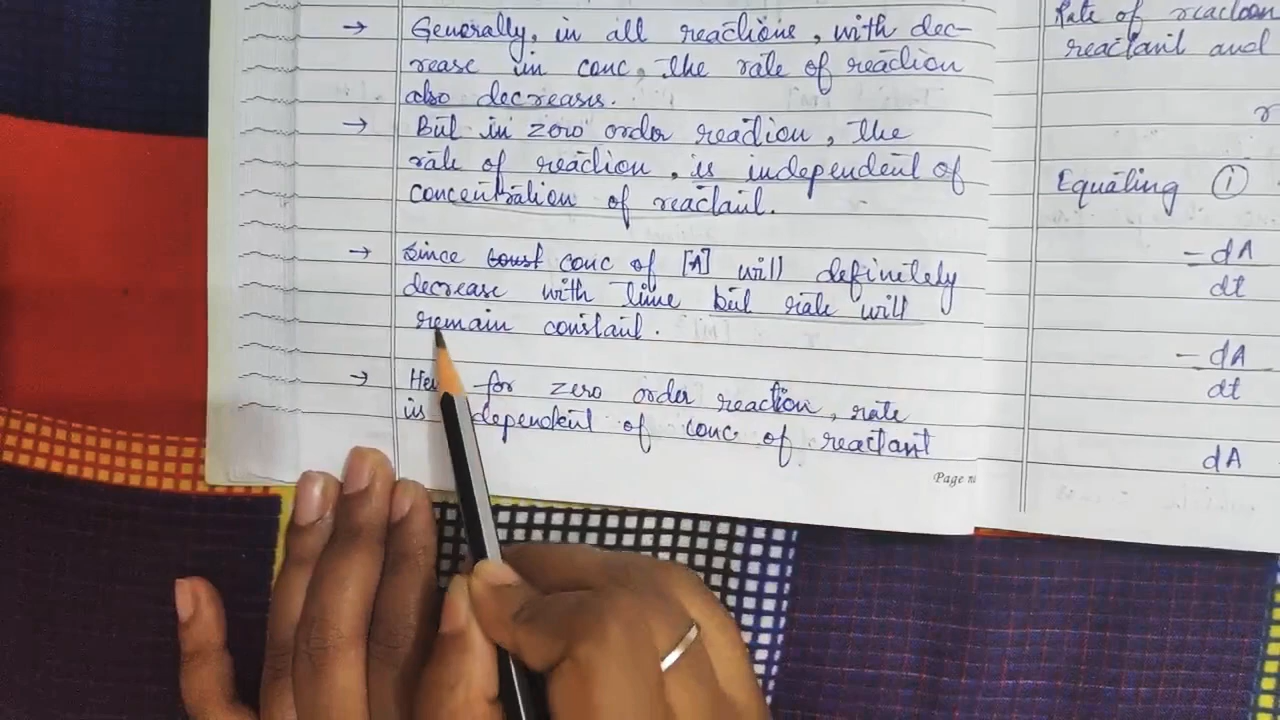 → Generally, in all reactions, with dec-
rease in conc, the rate of reaction
also decreases.
→ But in zero order reaction, the
rate of reaction, is independent of
concentration of reactant.
→ Since conc of [A] will definitely
decrease with time but rate will
remain constant.
→ for zero order reaction, rate
is dependent of conc of reactant
Page
Rate of reaction
reactant and
r
Equating ①
-dA
dt
-dA
dt
dA